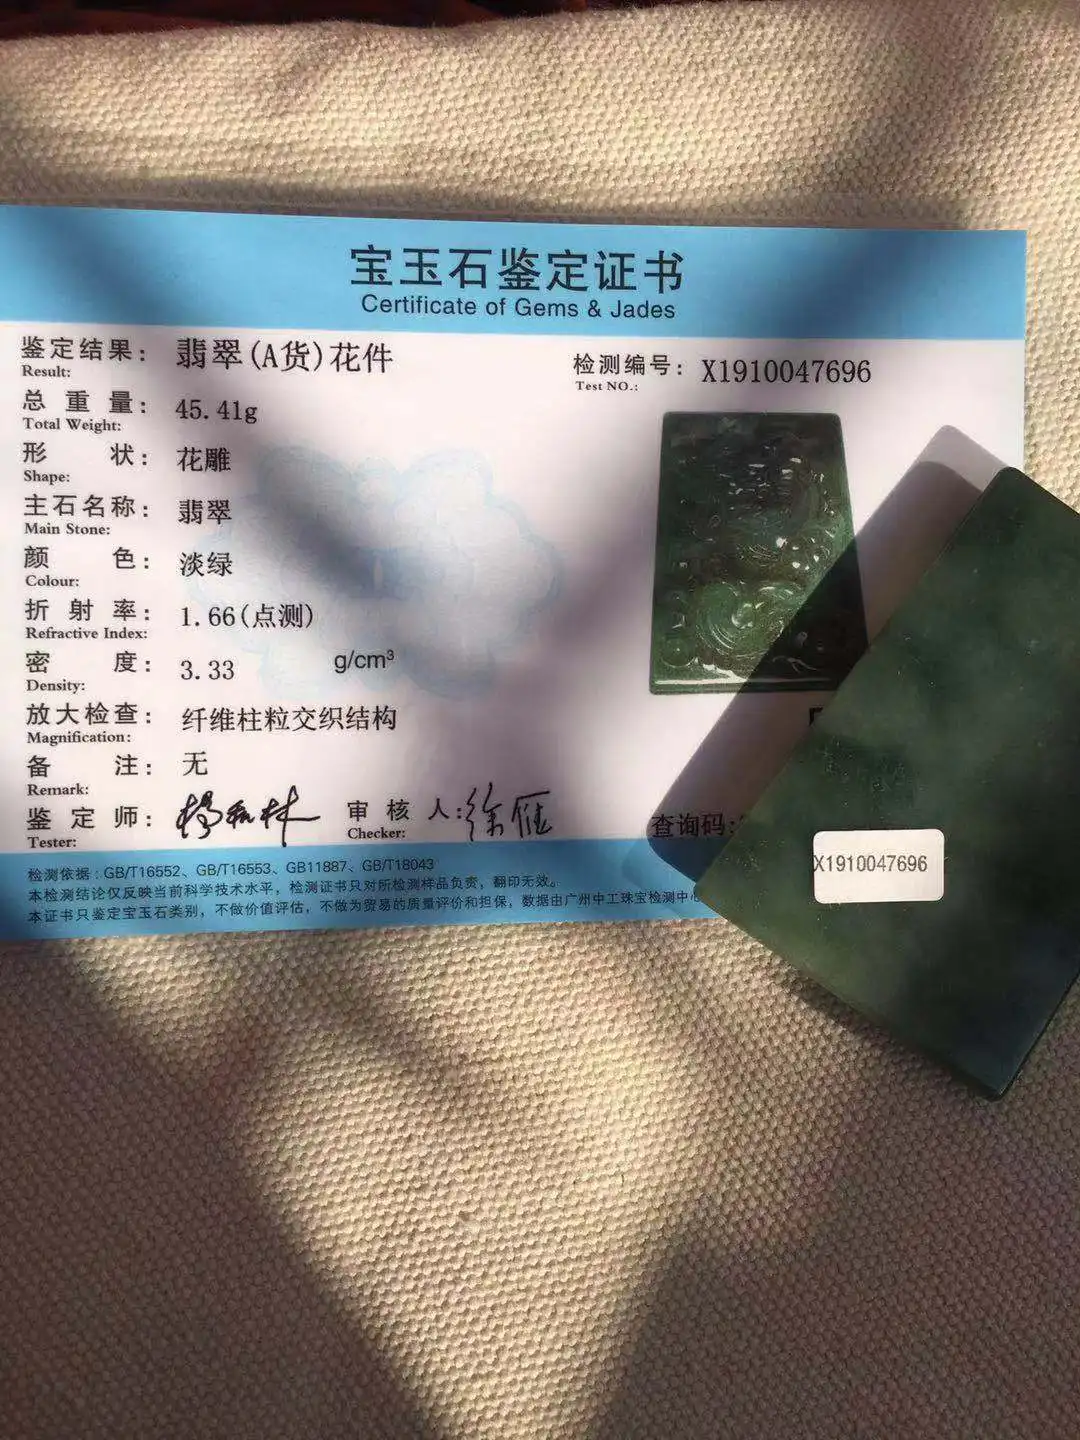 宝玉石鉴定证书
Certificate of Gems & Jades
鉴定结果: 翡翠(A货)花件
Result:
检测编号: X1910047696
Test NO.:
总重量: 45.41g
Total Weight:
形状: 花雕
Shape:
主石名称: 翡翠
Main Stone:
颜色: 淡绿
Colour:
折射率: 1.66(点测)
Refractive Index:
密度: 3.33 g/cm³
Density:
放大检查: 纤维柱粒交织结构
Magnification:
备注: 无
Remark:
鉴定师:
Tester:
审核人:
Checker:
查询码:
X1910047696
检测依据: GB/T16552、GB/T16553、GB11887、GB/T18043
本检测结论仅反映当前科学技术水平, 检测证书只对所检测样品负责, 翻印无效。
本证书只鉴定宝玉石类别, 不做价值评估, 不做为贸易的质量评价和担保, 数据由广州中工珠宝检测中心